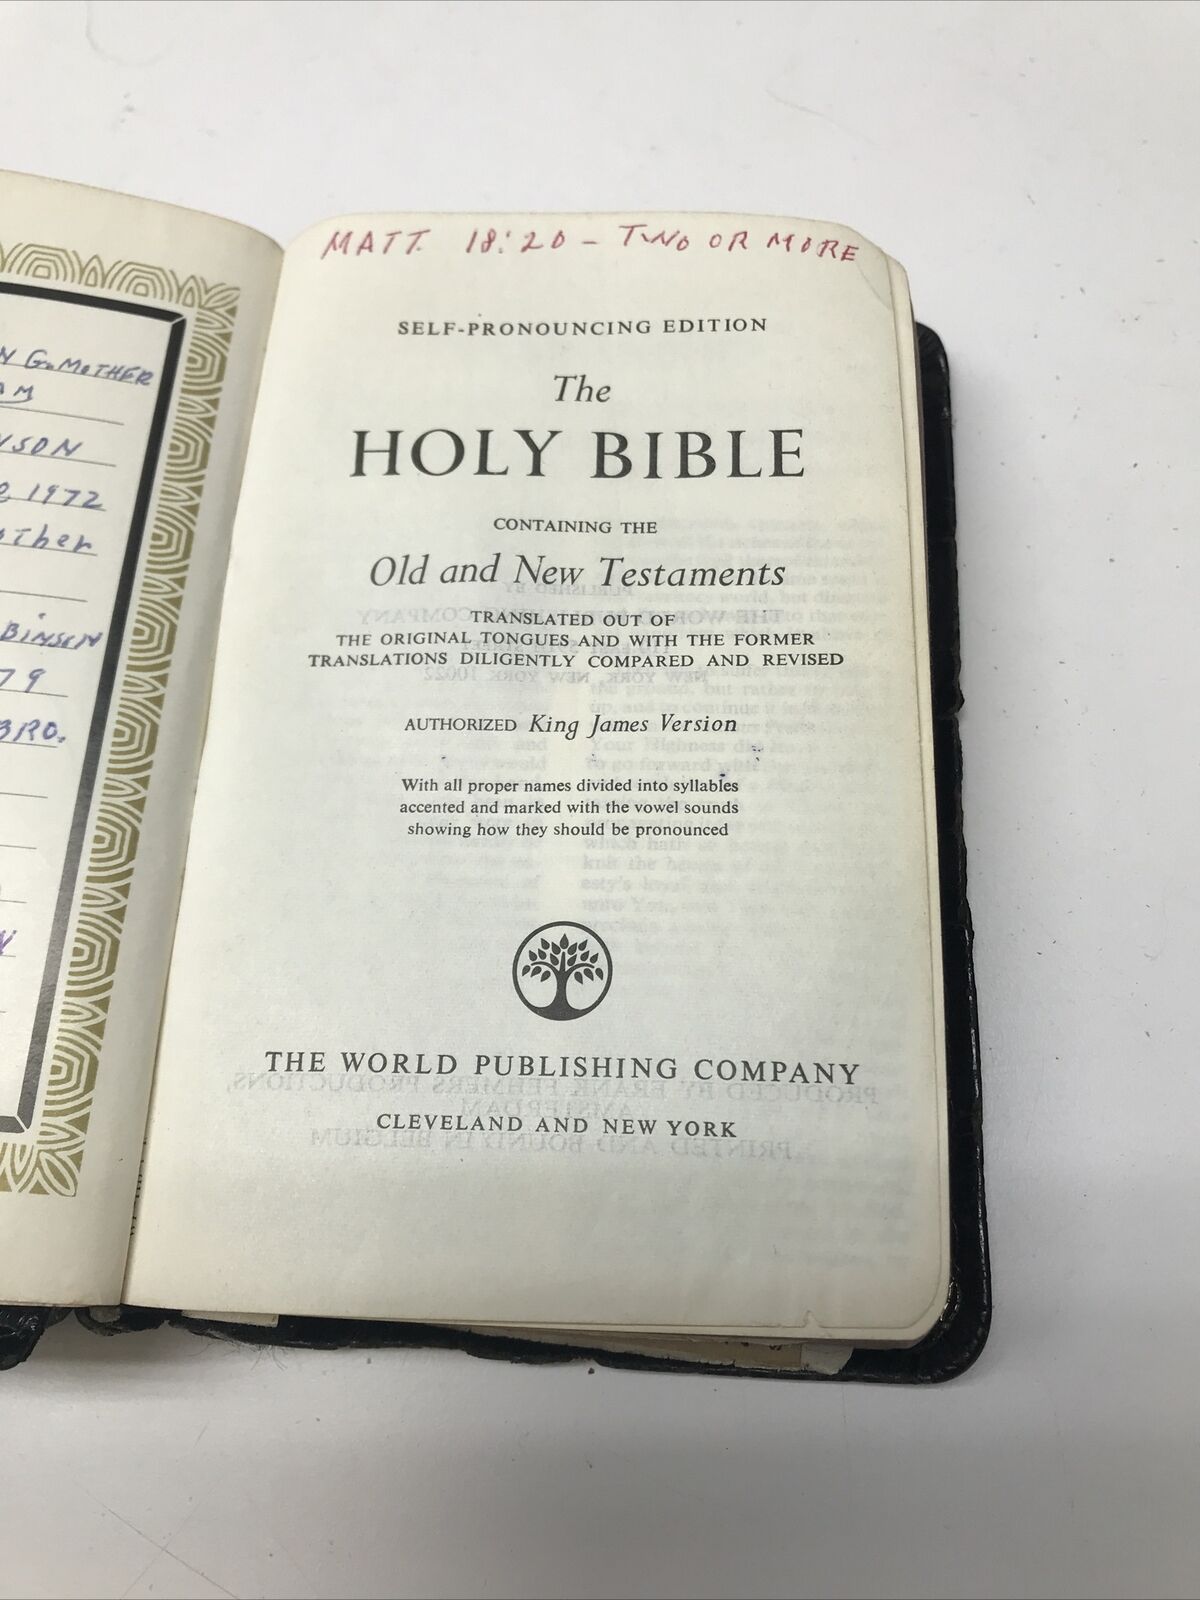 G. MOTHER
1972
79
BRO.
MATT. 18:20 - TWO OR MORE
SELF-PRONOUNCING EDITION
The
HOLY BIBLE
CONTAINING THE
Old and New Testaments
TRANSLATED OUT OF
THE ORIGINAL TONGUES AND WITH THE FORMER
TRANSLATIONS DILIGENTLY COMPARED AND REVISED
AUTHORIZED King James Version
With all proper names divided into syllables
accented and marked with the vowel sounds
showing how they should be pronounced
THE WORLD PUBLISHING COMPANY
CLEVELAND AND NEW YORK